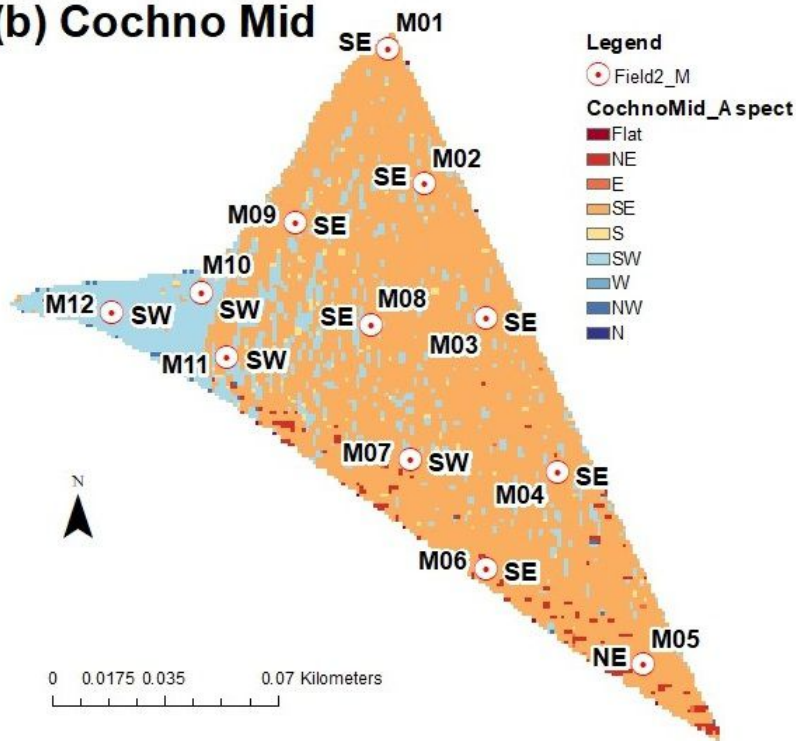 (b) Cochno Mid
M01
SE
M02
SE
M09
SE
M10
SW
M12
SW
M08
SE
SE
M03
M11
SW
M07
SW
SE
M04
M06
SE
M05
NE
N
0 0.0175 0.035 0.07 Kilometers
Legend
Field2_M
CochnoMid_Aspect
Flat
NE
E
SE
S
SW
W
NW
N